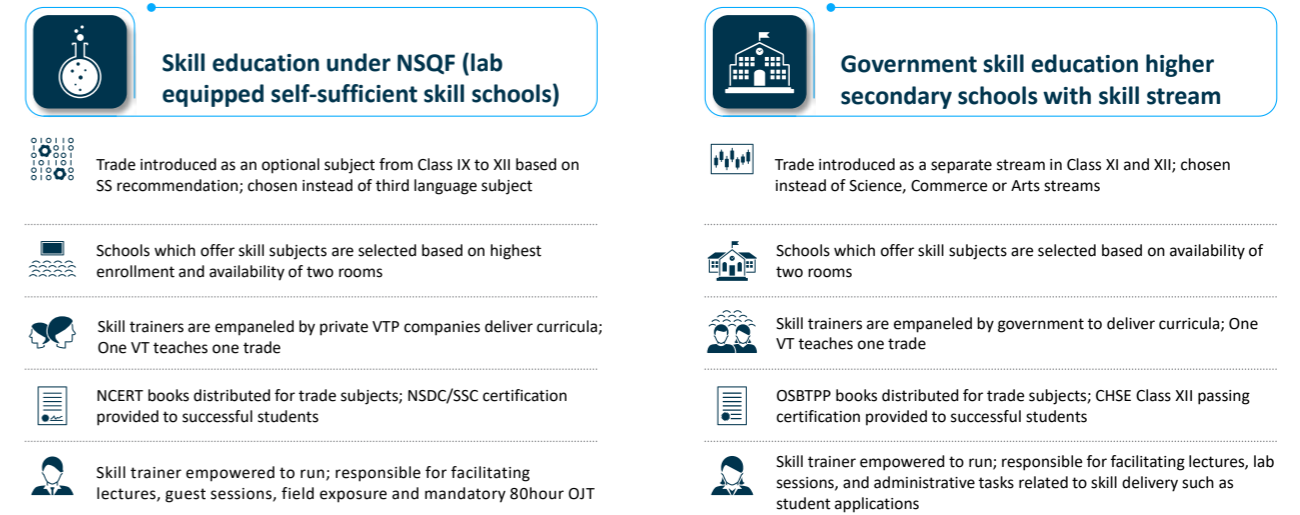 Skill education under NSQF (lab
equipped self-sufficient skill schools)
Trade introduced as an optional subject from Class IX to XII based on
SS recommendation; chosen instead of third language subject
Schools which offer skill subjects are selected based on highest
enrollment and availability of two rooms
Skill trainers are empaneled by private VTP companies deliver curricula;
One VT teaches one trade
NCERT books distributed for trade subjects; NSDC/SSC certification
provided to successful students
Skill trainer empowered to run; responsible for facilitating
lectures, guest sessions, field exposure and mandatory 80hour OJT
Government skill education higher
secondary schools with skill stream
Trade introduced as a separate stream in Class XI and XII; chosen
instead of Science, Commerce or Arts streams
Schools which offer skill subjects are selected based on availability of
two rooms
Skill trainers are empaneled by government to deliver curricula; One
VT teaches one trade
OSBTPP books distributed for trade subjects; CHSE Class XII passing
certification provided to successful students
Skill trainer empowered to run; responsible for facilitating lectures, lab
sessions, and administrative tasks related to skill delivery such as
student applications